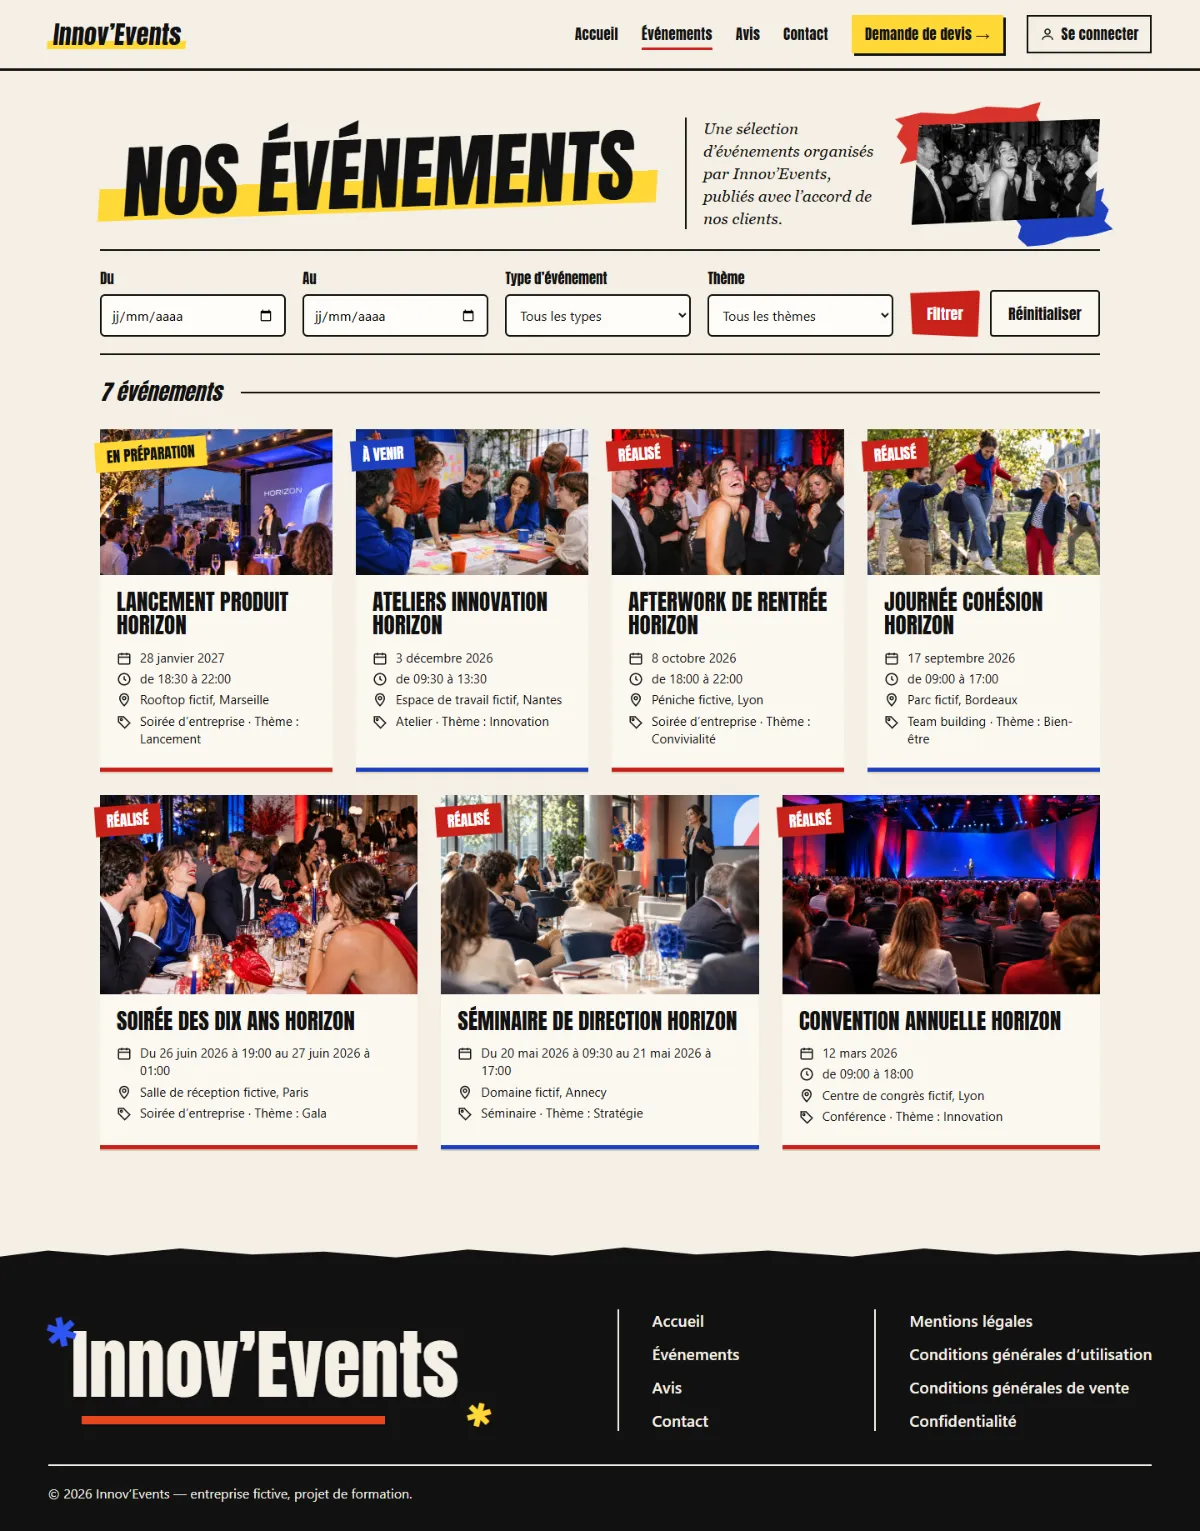 Innov'Events
Accueil
Événements
Avis
Contact
Demande de devis →
Se connecter
NOS ÉVÉNEMENTS
Une sélection
d'événements organisés
par Innov'Events,
publiés avec l'accord de
nos clients.
Du
Au
Type d'événement
Thème
jj/mm/aaaa
jj/mm/aaaa
Tous les types
Tous les thèmes
Filtrer
Réinitialiser
7 événements
EN PRÉPARATION
HORIZON
LANCEMENT PRODUIT
HORIZON
28 janvier 2027
de 18:30 à 22:00
Rooftop fictif, Marseille
Soirée d'entreprise · Thème :
Lancement
À VENIR
ATELIERS INNOVATION
HORIZON
3 décembre 2026
de 09:30 à 13:30
Espace de travail fictif, Nantes
Atelier · Thème : Innovation
RÉALISÉ
AFTERWORK DE RENTRÉE
HORIZON
8 octobre 2026
de 18:00 à 22:00
Péniche fictive, Lyon
Soirée d'entreprise · Thème :
Convivialité
RÉALISÉ
JOURNÉE COHÉSION
HORIZON
17 septembre 2026
de 09:00 à 17:00
Parc fictif, Bordeaux
Team building · Thème : Bien-
être
RÉALISÉ
SOIRÉE DES DIX ANS HORIZON
Du 26 juin 2026 à 19:00 au 27 juin 2026 à
01:00
Salle de réception fictive, Paris
Soirée d'entreprise · Thème : Gala
RÉALISÉ
SÉMINAIRE DE DIRECTION HORIZON
Du 20 mai 2026 à 09:30 au 21 mai 2026 à
17:00
Domaine fictif, Annecy
Séminaire · Thème : Stratégie
RÉALISÉ
CONVENTION ANNUELLE HORIZON
12 mars 2026
de 09:00 à 18:00
Centre de congrès fictif, Lyon
Conférence · Thème : Innovation
Innov'Events
Accueil
Événements
Avis
Contact
Mentions légales
Conditions générales d'utilisation
Conditions générales de vente
Confidentialité
© 2026 Innov'Events — entreprise fictive, projet de formation.